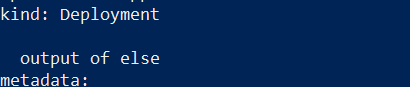 kind: Deployment
  output of else
metadata: